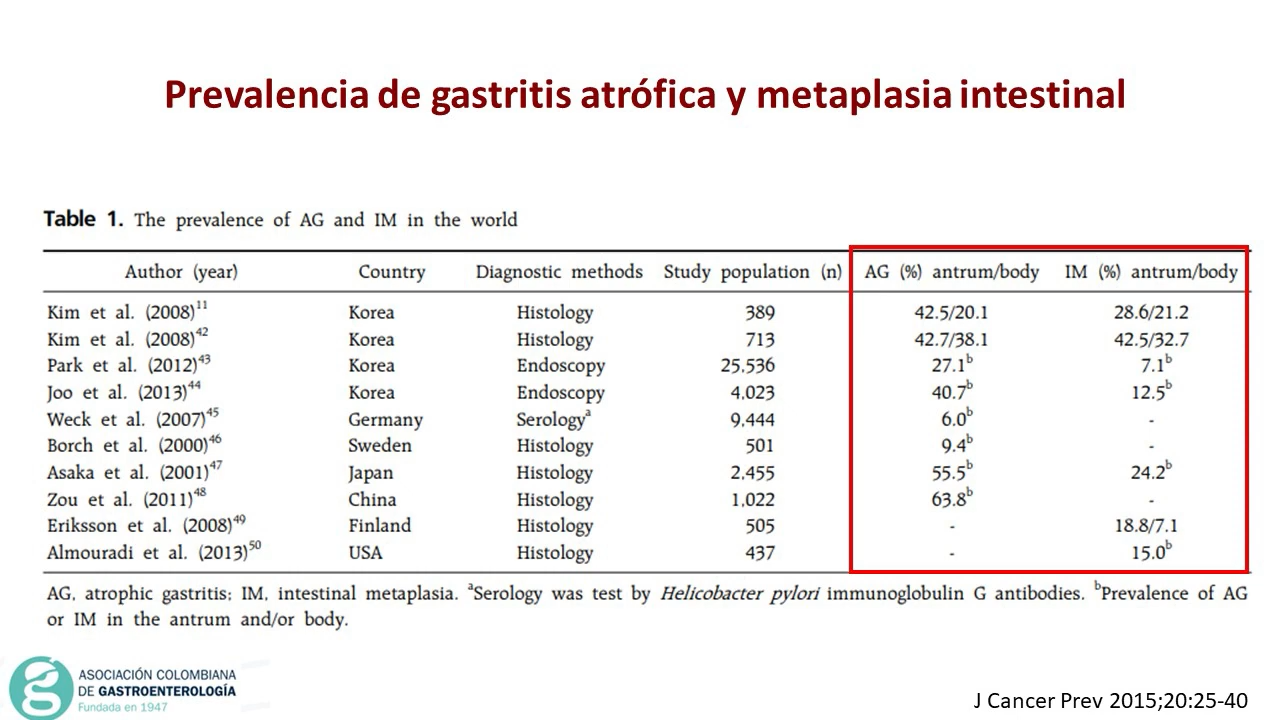 Prevalencia de gastritis atrófica y metaplasia intestinal
Table 1. The prevalence of AG and IM in the world
Author (year) Country Diagnostic methods Study population (n) AG (%) antrum/body IM (%) antrum/body
Kim et al. (2008)11 Korea Histology 389 42.5/20.1 28.6/21.2
Kim et al. (2008)42 Korea Histology 713 42.7/38.1 42.5/32.7
Park et al. (2012)43 Korea Endoscopy 25,536 27.1b 7.1b
Joo et al. (2013)44 Korea Endoscopy 4,023 40.7b 12.5b
Weck et al. (2007)45 Germany Serologya 9,444 6.0b -
Borch et al. (2000)46 Sweden Histology 501 9.4b -
Asaka et al. (2001)47 Japan Histology 2,455 55.5b 24.2b
Zou et al. (2011)48 China Histology 1,022 63.8b -
Eriksson et al. (2008)49 Finland Histology 505 - 18.8/7.1
Almouradi et al. (2013)50 USA Histology 437 - 15.0b
AG, atrophic gastritis; IM, intestinal metaplasia. aSerology was test by Helicobacter pylori immunoglobulin G antibodies. bPrevalence of AG
or IM in the antrum and/or body.
ASOCIACIÓN COLOMBIANA
DE GASTROENTEROLOGÍA
Fundada en 1947
J Cancer Prev 2015;20:25-40